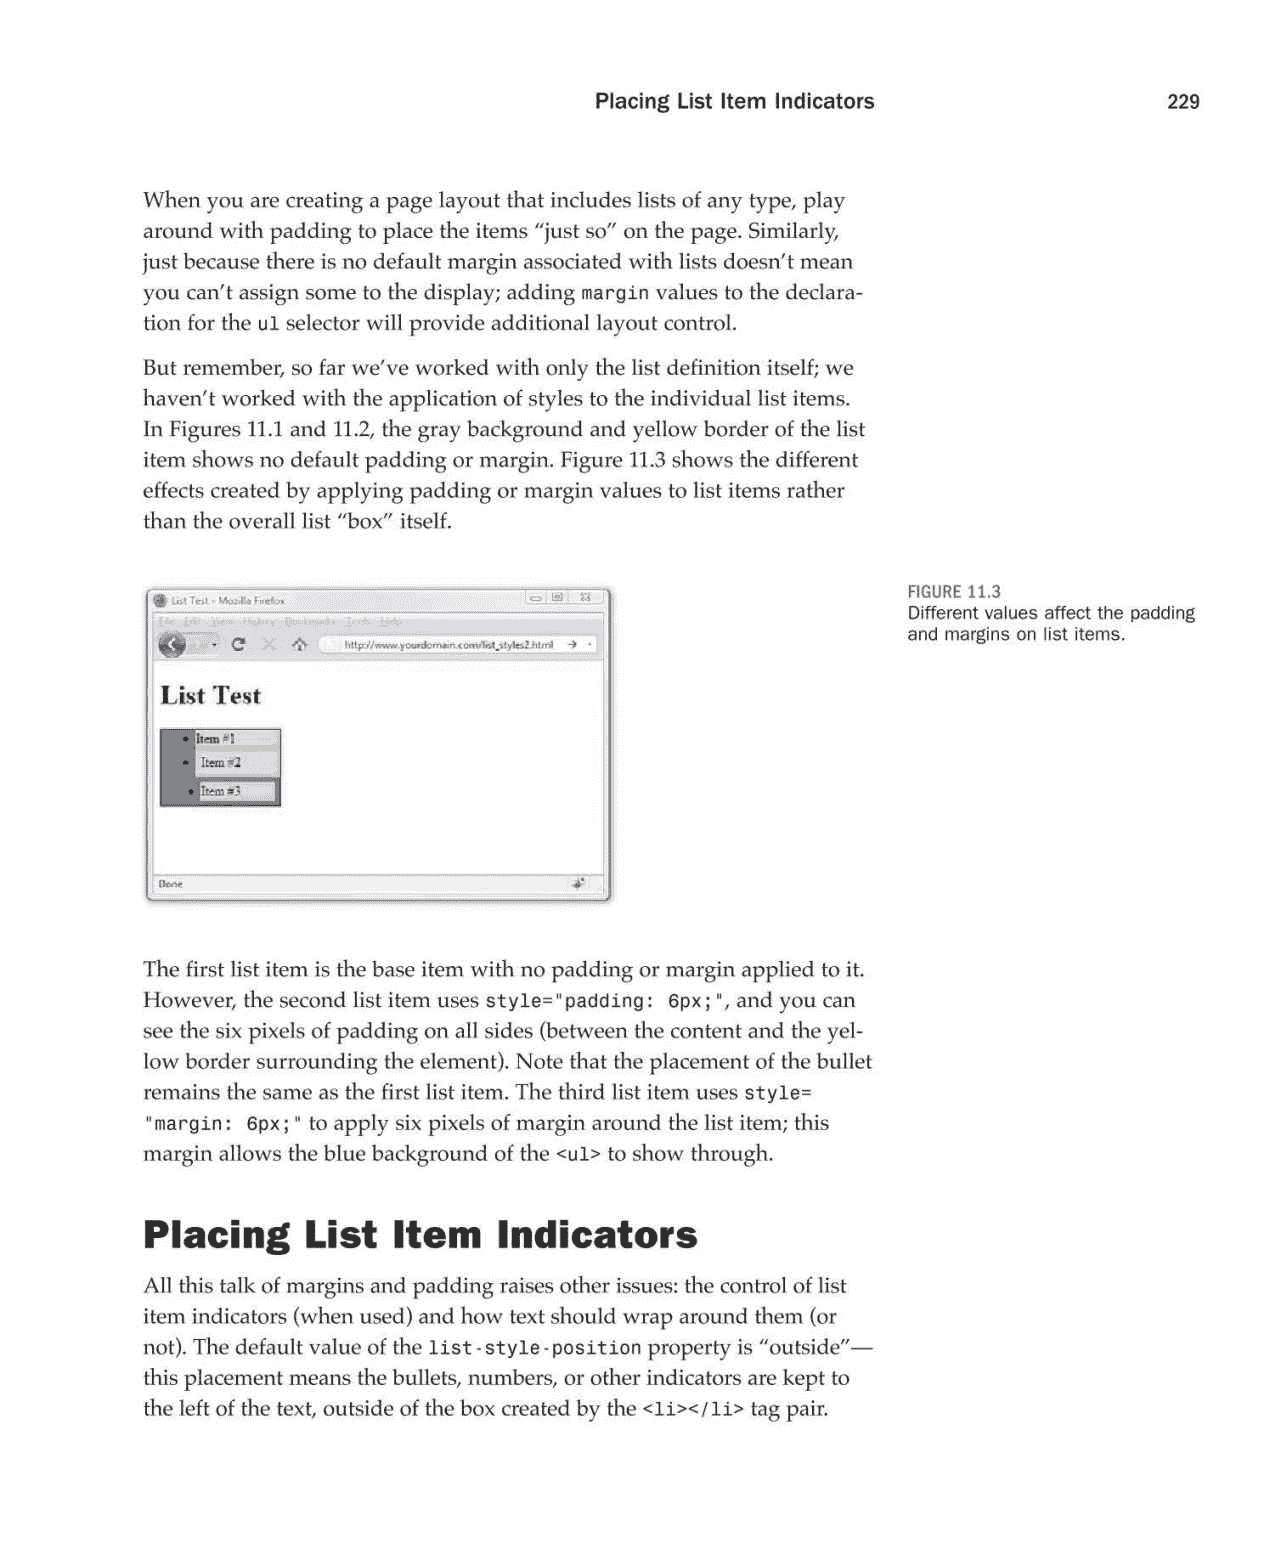 Placing List Item Indicators 229
When you are creating a page layout that includes lists of any type, play
around with padding to place the items “just so” on the page. Similarly,
just because there is no default margin associated with lists doesn’t mean
you can’t assign some to the display; adding margin values to the declara-
tion for the ul selector will provide additional layout control.
But remember, so far we’ve worked with only the list definition itself; we
haven’t worked with the application of styles to the individual list items.
In Figures 11.1 and 11.2, the gray background and yellow border of the list
item shows no default padding or margin. Figure 11.3 shows the different
effects created by applying padding or margin values to list items rather
than the overall list “box” itself.
List Test - Mozilla Firefox
File Edit View History Bookmarks Tools Help
http://www.yourdomain.com/list_styles2.html
List Test
• Item #1
• Item #2
• Item #3
Done
FIGURE 11.3
Different values affect the padding
and margins on list items.
The first list item is the base item with no padding or margin applied to it.
However, the second list item uses style="padding: 6px;", and you can
see the six pixels of padding on all sides (between the content and the yel-
low border surrounding the element). Note that the placement of the bullet
remains the same as the first list item. The third list item uses style=
"margin: 6px;" to apply six pixels of margin around the list item; this
margin allows the blue background of the <ul> to show through.
Placing List Item Indicators
All this talk of margins and padding raises other issues: the control of list
item indicators (when used) and how text should wrap around them (or
not). The default value of the list-style-position property is “outside”—
this placement means the bullets, numbers, or other indicators are kept to
the left of the text, outside of the box created by the <li></li> tag pair.